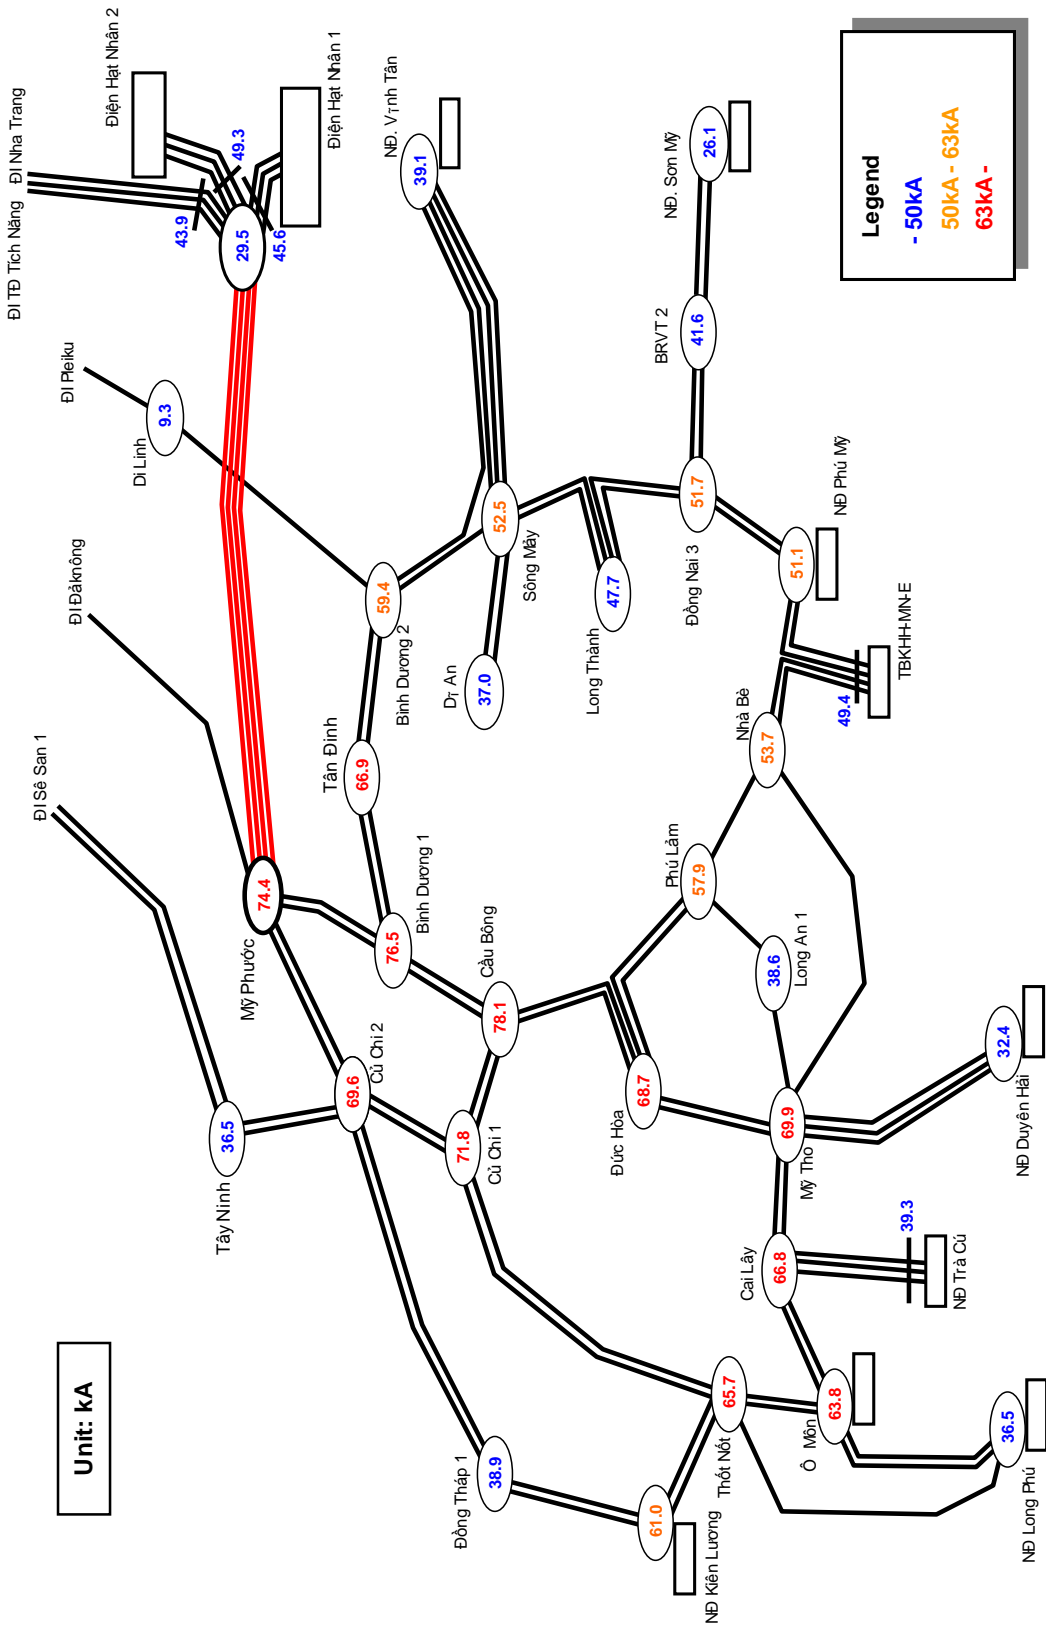 Unit: kA
ĐI Sê San 1
ĐI Đăknông
ĐI Pleiku
ĐI TĐ Tích Năng
ĐI Nha Trang
Điện Hạt Nhân 2
Điện Hạt Nhân 1
43.9
49.3
45.6
29.5
Di Linh
9.3
NĐ. Vĩnh Tân
39.1
NĐ. Sơn Mỹ
26.1
BRVT 2
41.6
Sông Mây
52.5
Bình Dương 2
59.4
Dĩ An
37.0
Long Thành
47.7
Đồng Nai 3
51.7
NĐ Phú Mỹ
51.1
TBKHH-MN-E
49.4
Nhà Bè
53.7
Tân Định
66.9
Mỹ Phước
74.4
Bình Dương 1
76.5
Cầu Bông
78.1
Phú Lâm
57.9
Long An 1
38.6
Củ Chi 2
69.6
Tây Ninh
36.5
Củ Chi 1
71.8
Đức Hòa
68.7
Mỹ Tho
69.9
NĐ Duyên Hải
32.4
Cai Lậy
66.8
NĐ Trà Cú
39.3
Đồng Tháp 1
38.9
NĐ Kiên Lương
61.0
Thốt Nốt
65.7
Ô Môn
63.8
NĐ Long Phú
36.5
Legend
- 50kA
50kA - 63kA
63kA -